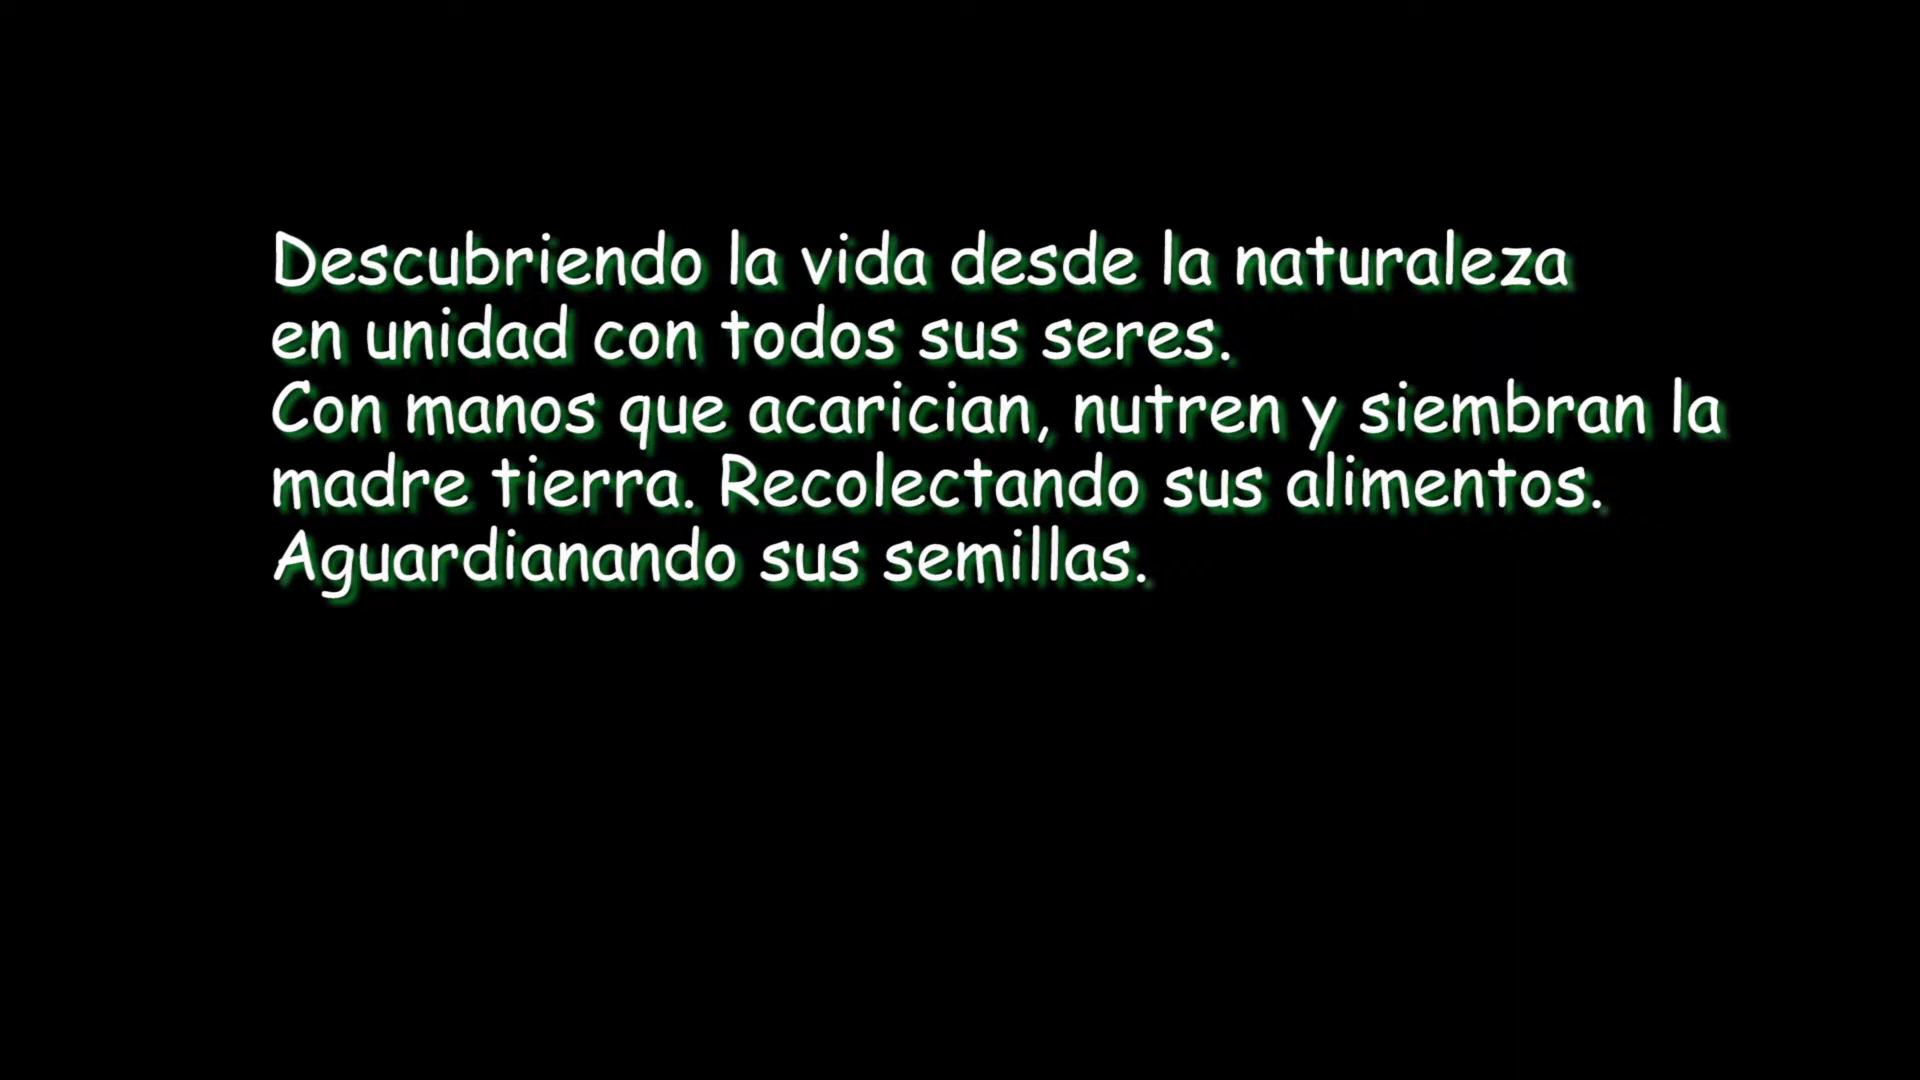 Descubriendo la vida desde la naturaleza
en unidad con todos sus seres.
Con manos que acarician, nutren y siembran la
madre tierra. Recolectando sus alimentos.
Aguardianando sus semillas.